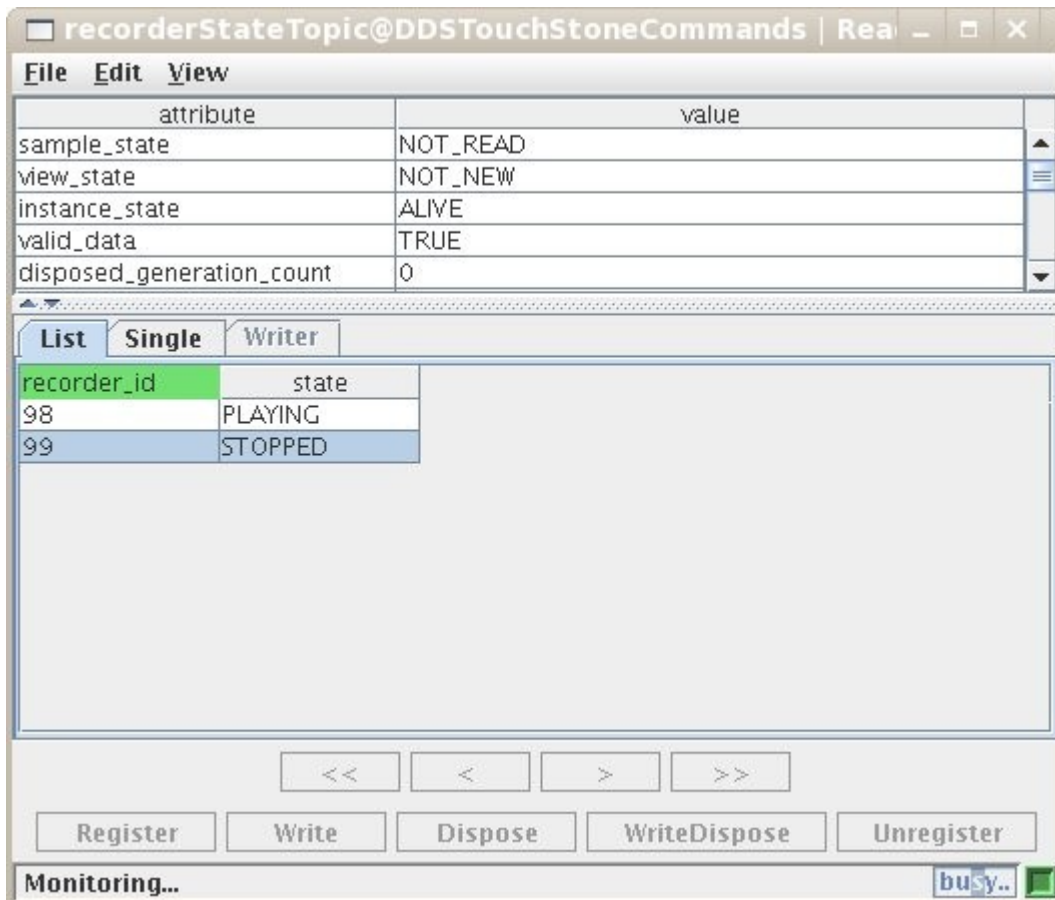 recorderStateTopic@DDSTouchStoneCommands | Rea
File Edit View
attribute value
sample_state NOT_READ
view_state NOT_NEW
instance_state ALIVE
valid_data TRUE
disposed_generation_count 0
List Single Writer
recorder_id state
98 PLAYING
99 STOPPED
<< < > >>
Register Write Dispose WriteDispose Unregister
Monitoring... busy..